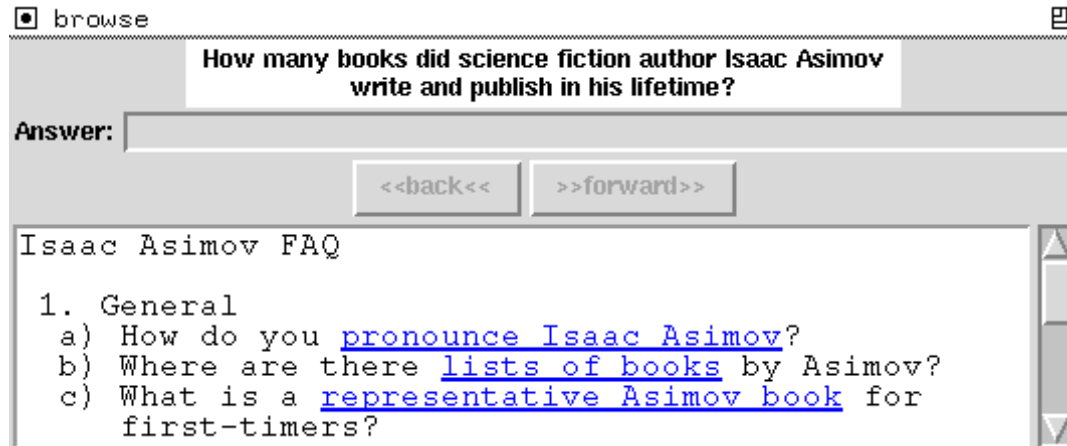 browse
How many books did science fiction author Isaac Asimov
write and publish in his lifetime?
Answer:
<<back<< >>forward>>
Isaac Asimov FAQ
1. General
a) How do you pronounce Isaac Asimov?
b) Where are there lists of books by Asimov?
c) What is a representative Asimov book for
first-timers?